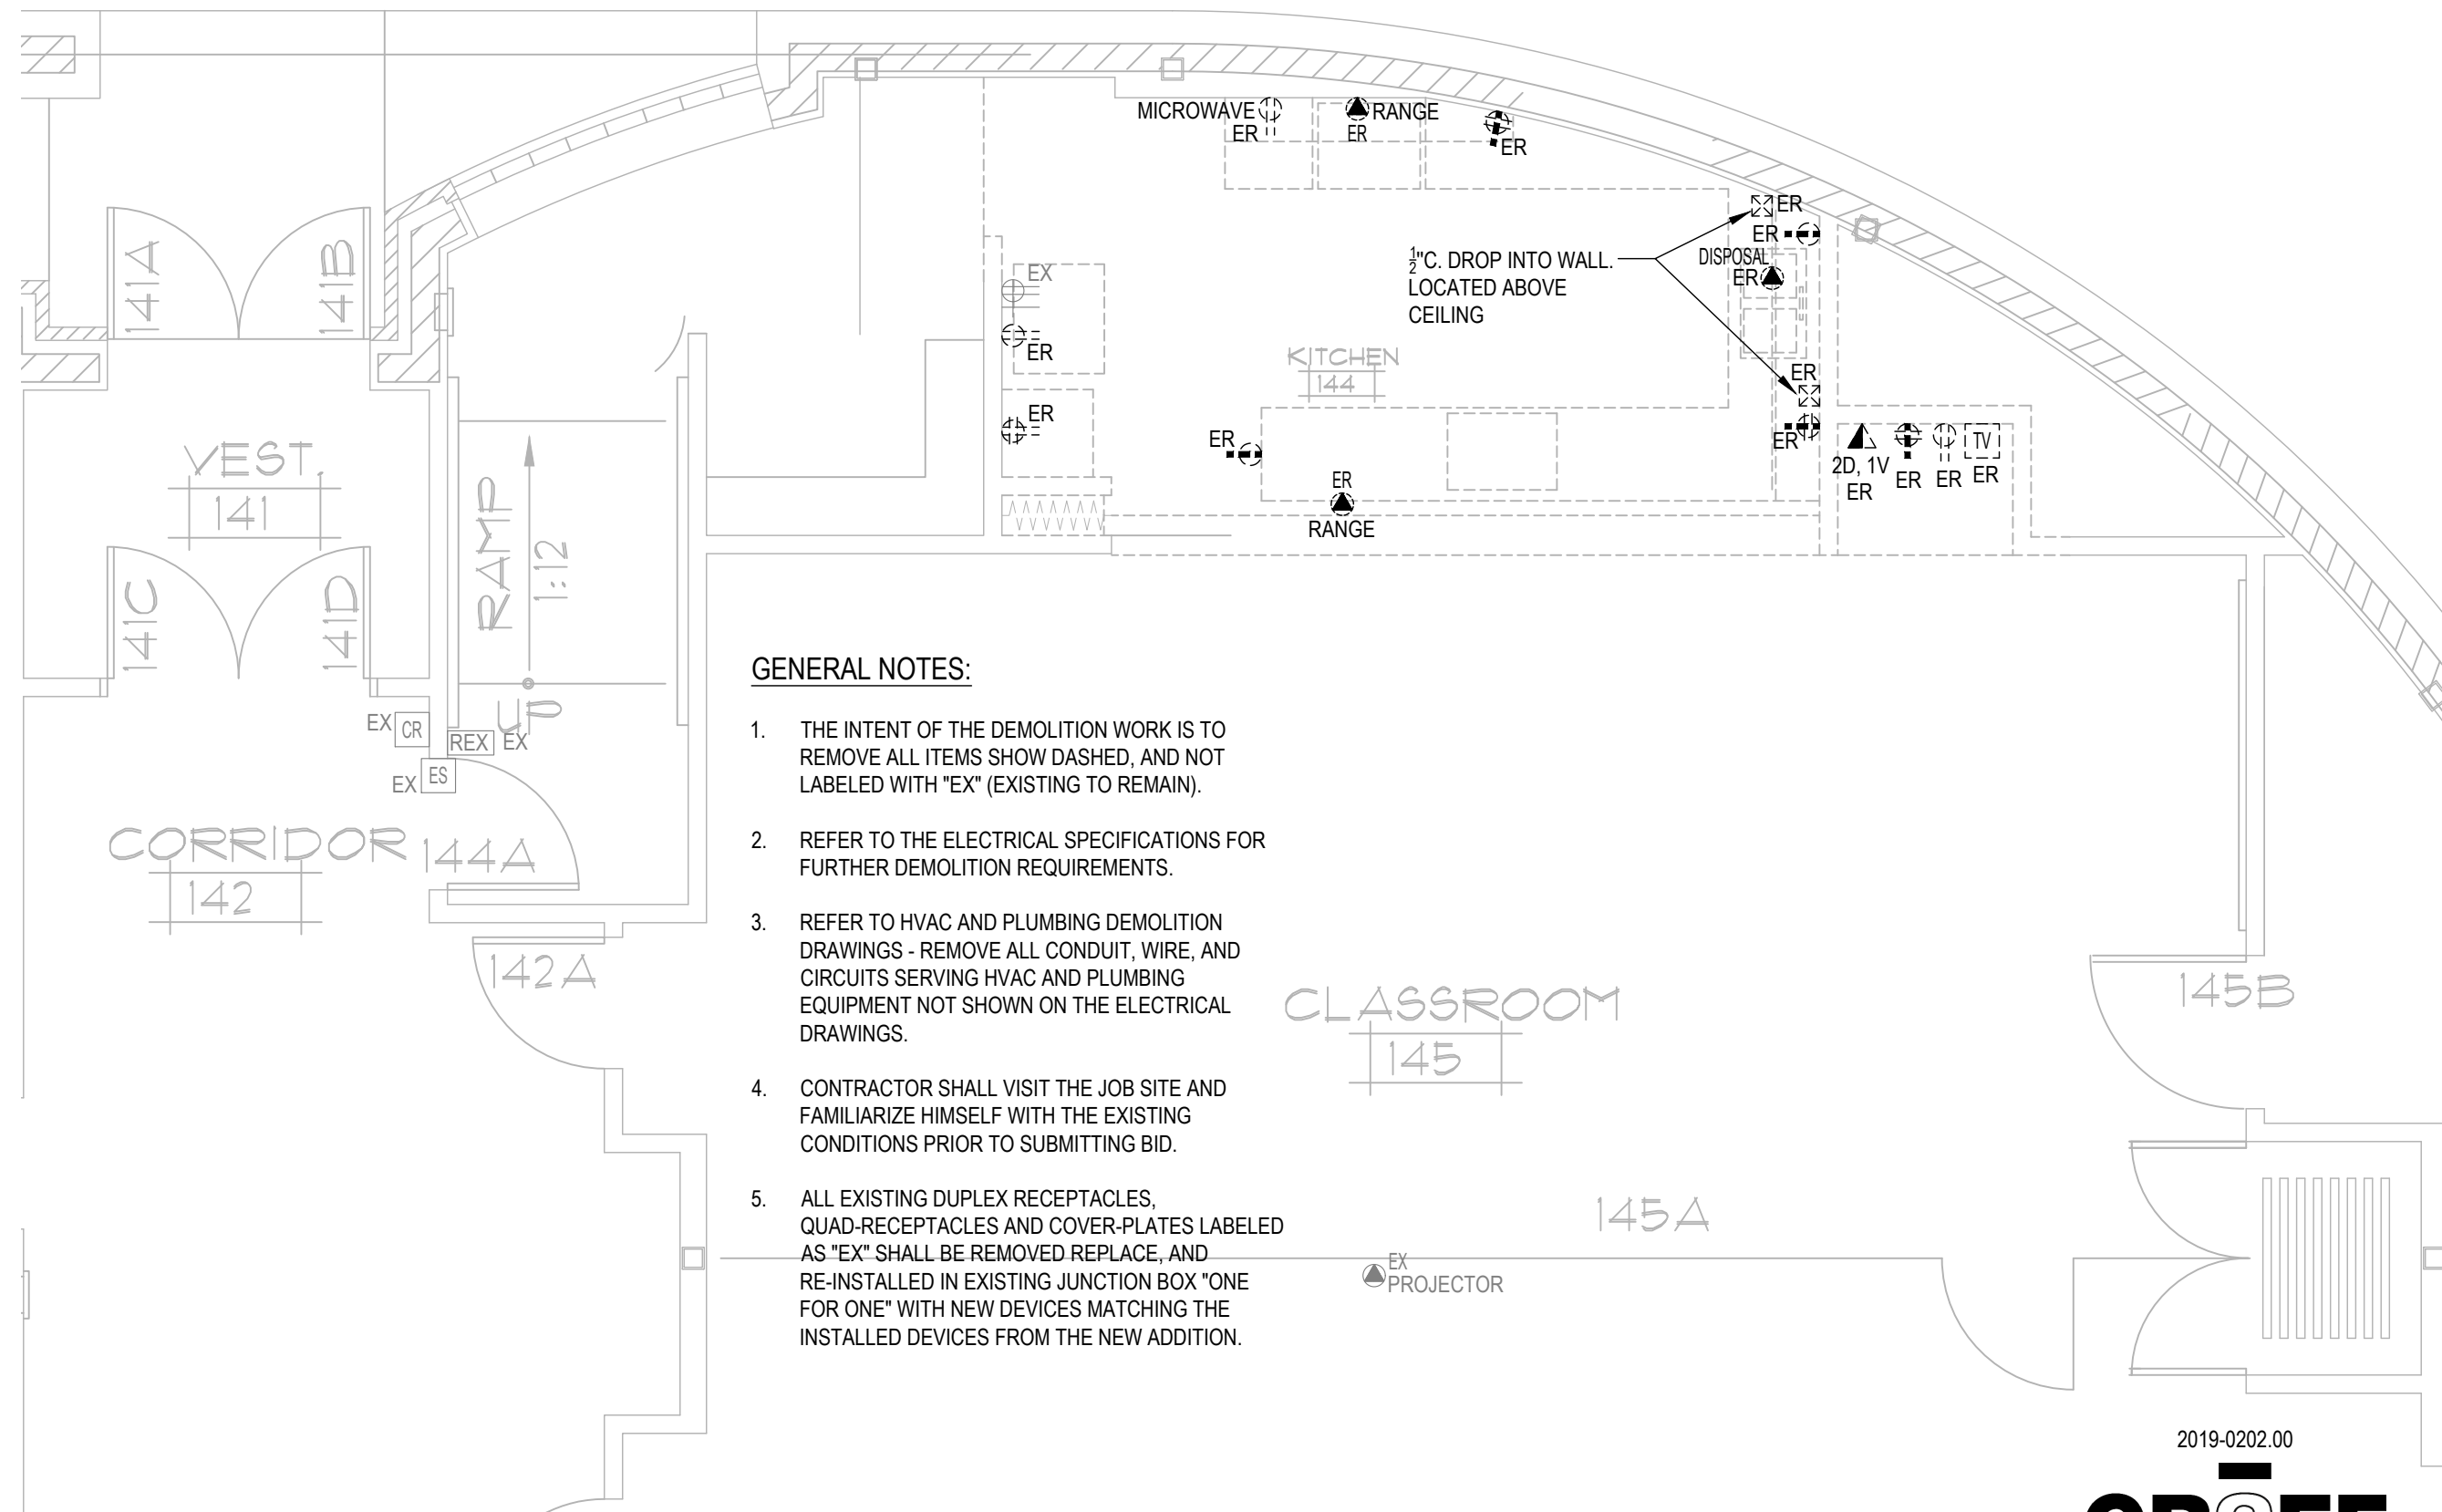 MICROWAVE
ER
RANGE
ER
ER
ER
ER
DISPOSAL
ER
½"C. DROP INTO WALL.
LOCATED ABOVE
CEILING
EX
ER
ER
KITCHEN
144
ER
ER
ER
RANGE
ER
2D, 1V
ER
ER
ER
TV
ER
141A
141B
VEST
141
141C
141D
RAMP
1:12
UP
EX
CR
REX
EX
EX
ES
CORRIDOR
142
144A
142A
GENERAL NOTES:
1. THE INTENT OF THE DEMOLITION WORK IS TO
REMOVE ALL ITEMS SHOW DASHED, AND NOT
LABELED WITH "EX" (EXISTING TO REMAIN).
2. REFER TO THE ELECTRICAL SPECIFICATIONS FOR
FURTHER DEMOLITION REQUIREMENTS.
3. REFER TO HVAC AND PLUMBING DEMOLITION
DRAWINGS - REMOVE ALL CONDUIT, WIRE, AND
CIRCUITS SERVING HVAC AND PLUMBING
EQUIPMENT NOT SHOWN ON THE ELECTRICAL
DRAWINGS.
4. CONTRACTOR SHALL VISIT THE JOB SITE AND
FAMILIARIZE HIMSELF WITH THE EXISTING
CONDITIONS PRIOR TO SUBMITTING BID.
5. ALL EXISTING DUPLEX RECEPTACLES,
QUAD-RECEPTACLES AND COVER-PLATES LABELED
AS "EX" SHALL BE REMOVED REPLACE, AND
RE-INSTALLED IN EXISTING JUNCTION BOX "ONE
FOR ONE" WITH NEW DEVICES MATCHING THE
INSTALLED DEVICES FROM THE NEW ADDITION.
CLASSROOM
145
145B
145A
EX
PROJECTOR
2019-0202.00